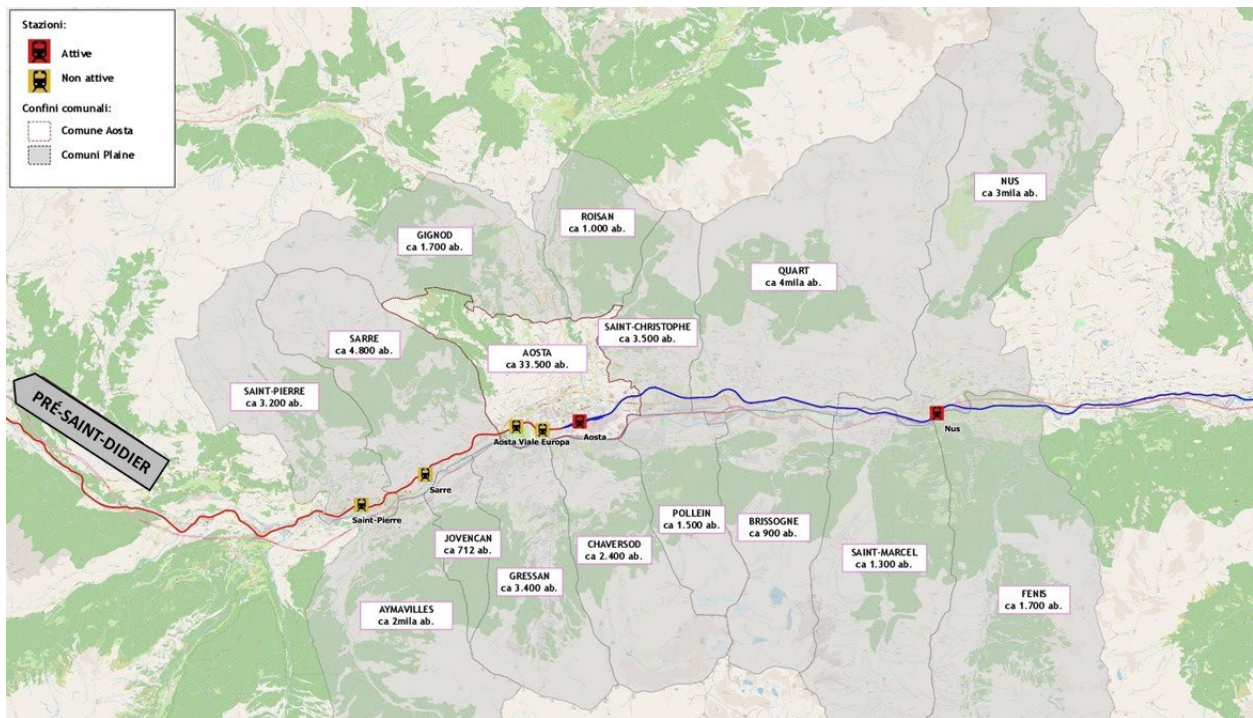 Stazioni:
Attive
Non attive
Confini comunali:
Comune Aosta
Comuni Plaine
NUS
ca 3mila ab.
ROISAN
ca 1.000 ab.
GIGNOD
ca 1.700 ab.
QUART
ca 4mila ab.
SAINT-CHRISTOPHE
ca 3.500 ab.
SARRE
ca 4.800 ab.
AOSTA
ca 33.500 ab.
SAINT-PIERRE
ca 3.200 ab.
PRÉ-SAINT-DIDIER
Aosta Viale Europa
Aosta
Nus
Sarre
Saint-Pierre
POLLEIN
ca 1.500 ab.
BRISSOGNE
ca 900 ab.
JOVENCAN
ca 712 ab.
CHAVERSOD
ca 2.400 ab.
SAINT-MARCEL
ca 1.300 ab.
GRESSAN
ca 3.400 ab.
FENIS
ca 1.700 ab.
AYMAVILLES
ca 2mila ab.